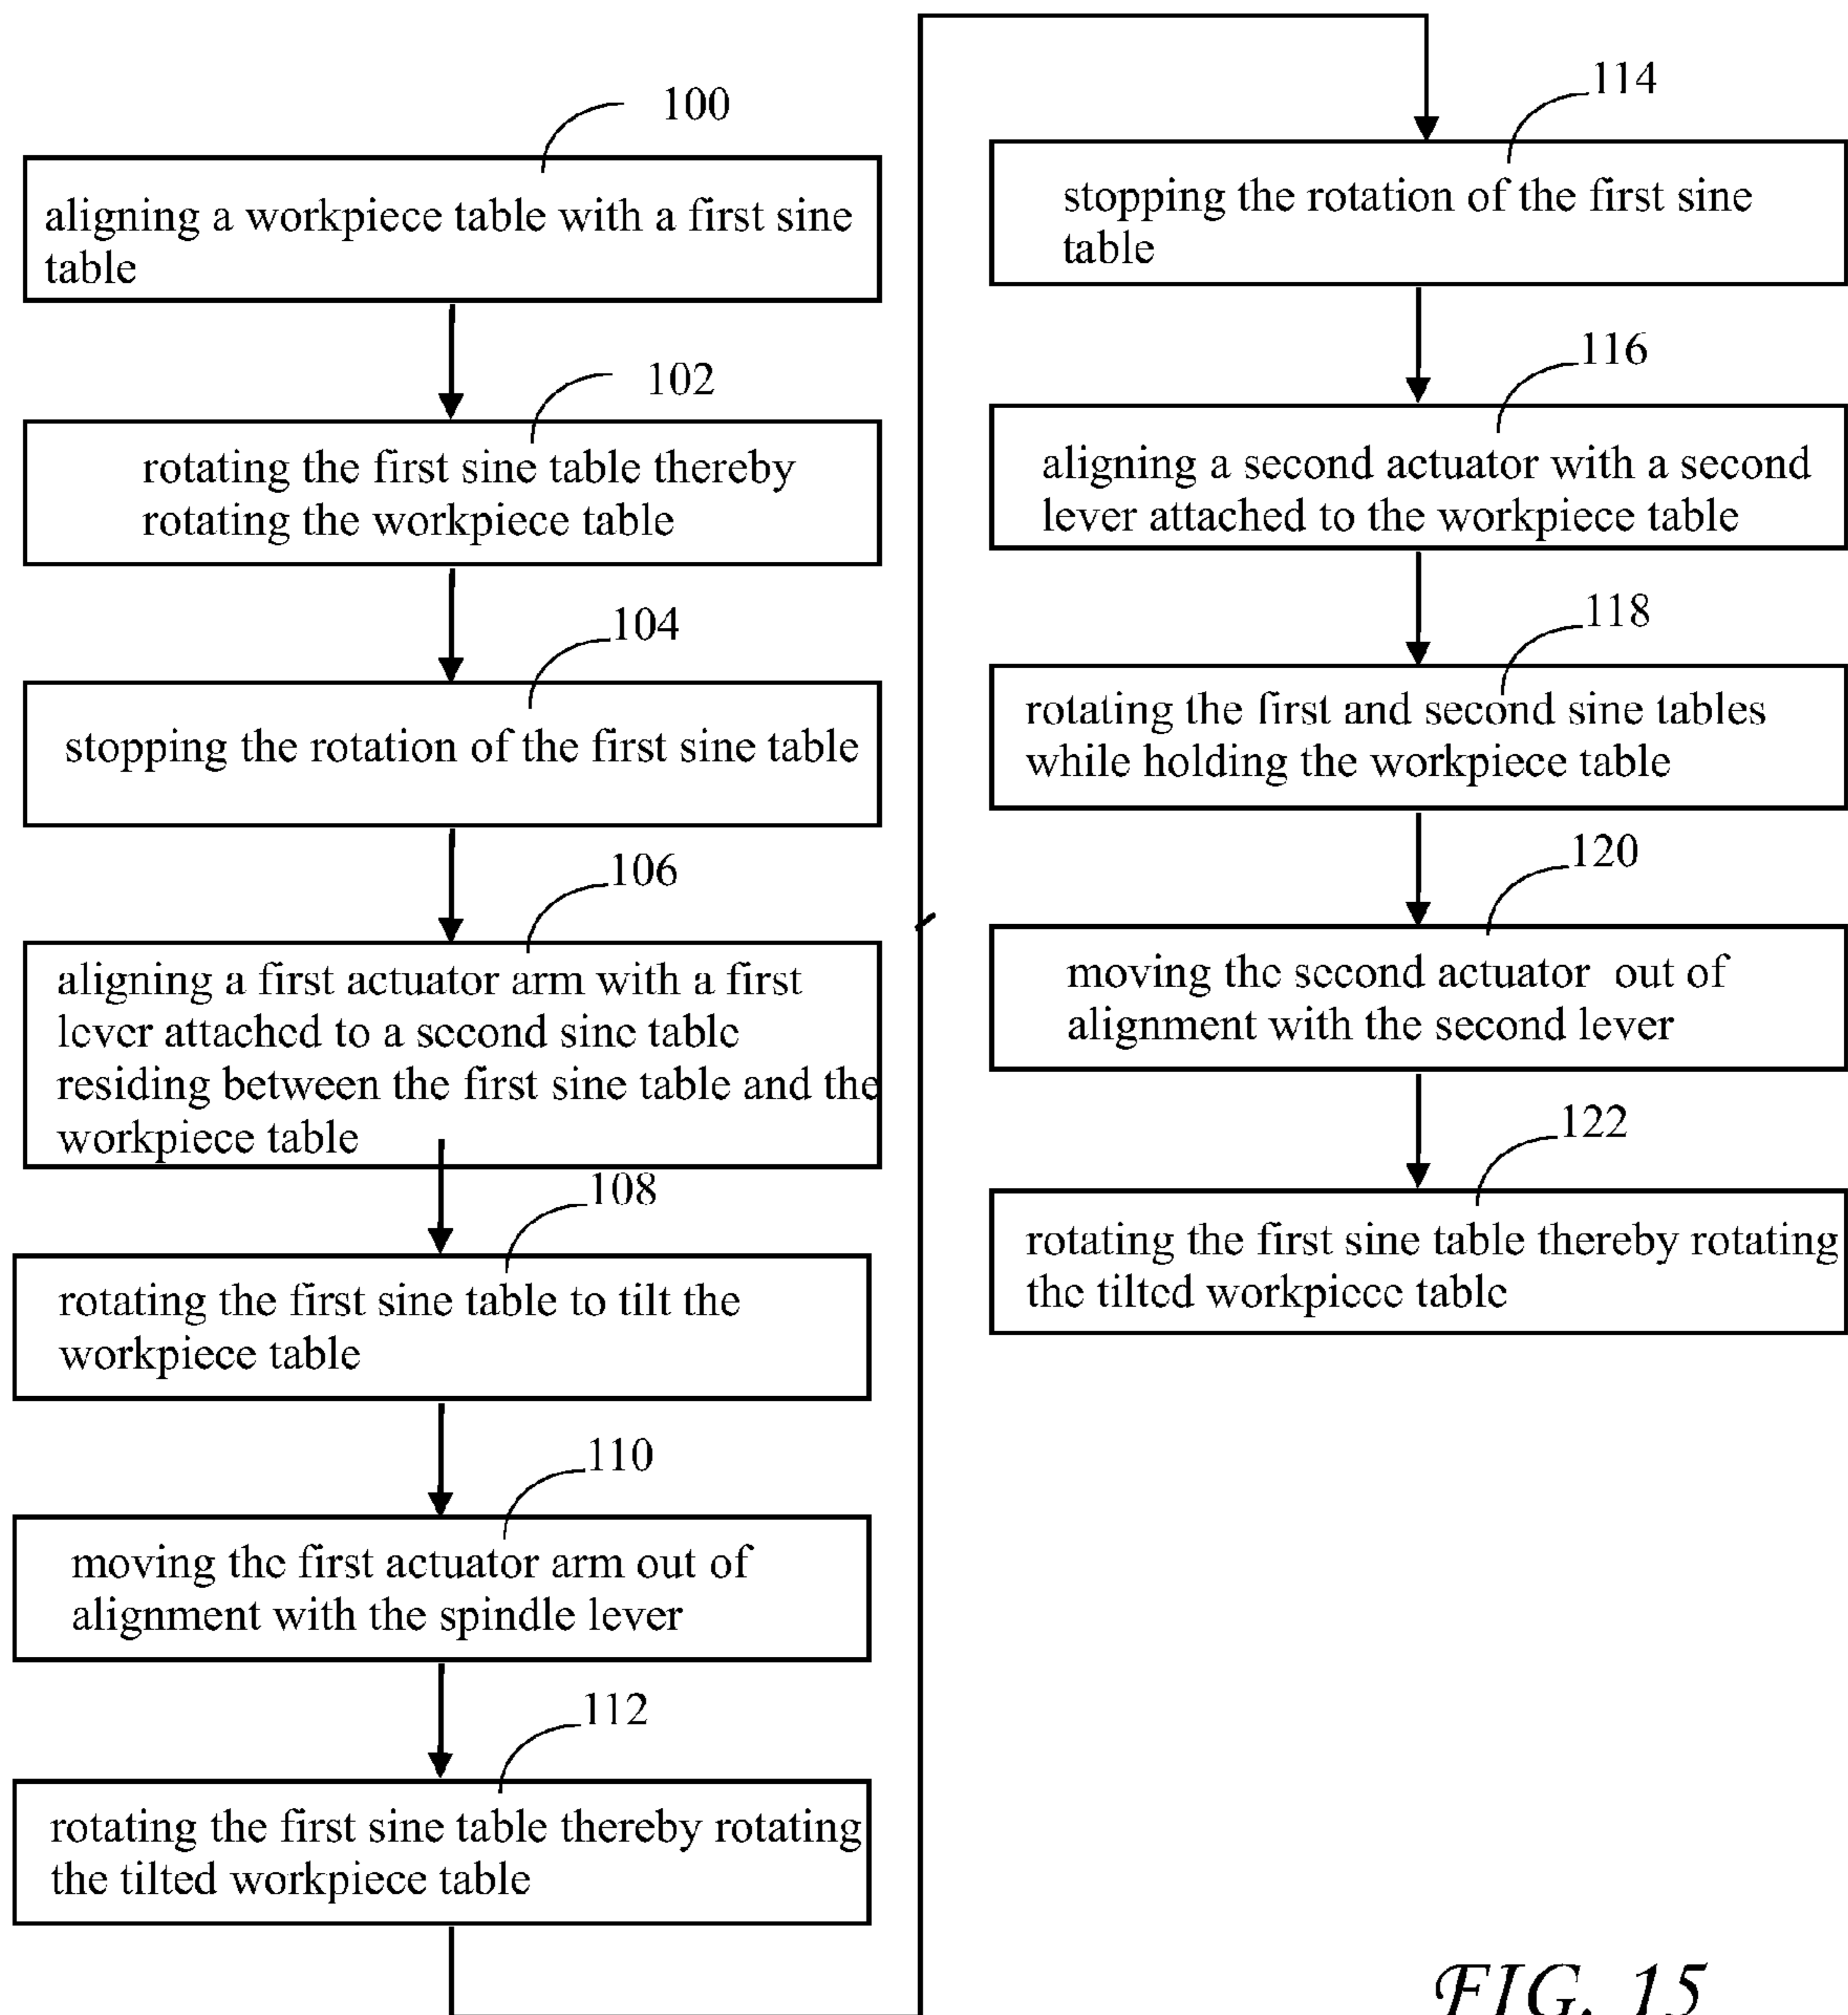 100
aligning a workpiece table with a first sine
table
102
rotating the first sine table thereby
rotating the workpiece table
104
stopping the rotation of the first sine table
106
aligning a first actuator arm with a first
lever attached to a second sine table
residing between the first sine table and the
workpiece table
108
rotating the first sine table to tilt the
workpiece table
110
moving the first actuator arm out of
alignment with the spindle lever
112
rotating the first sine table thereby rotating
the tilted workpiece table
114
stopping the rotation of the first sine
table
116
aligning a second actuator with a second
lever attached to the workpiece table
118
rotating the first and second sine tables
while holding the workpiece table
120
moving the second actuator out of
alignment with the second lever
122
rotating the first sine table thereby rotating
the tilted workpiece table
FIG. 15